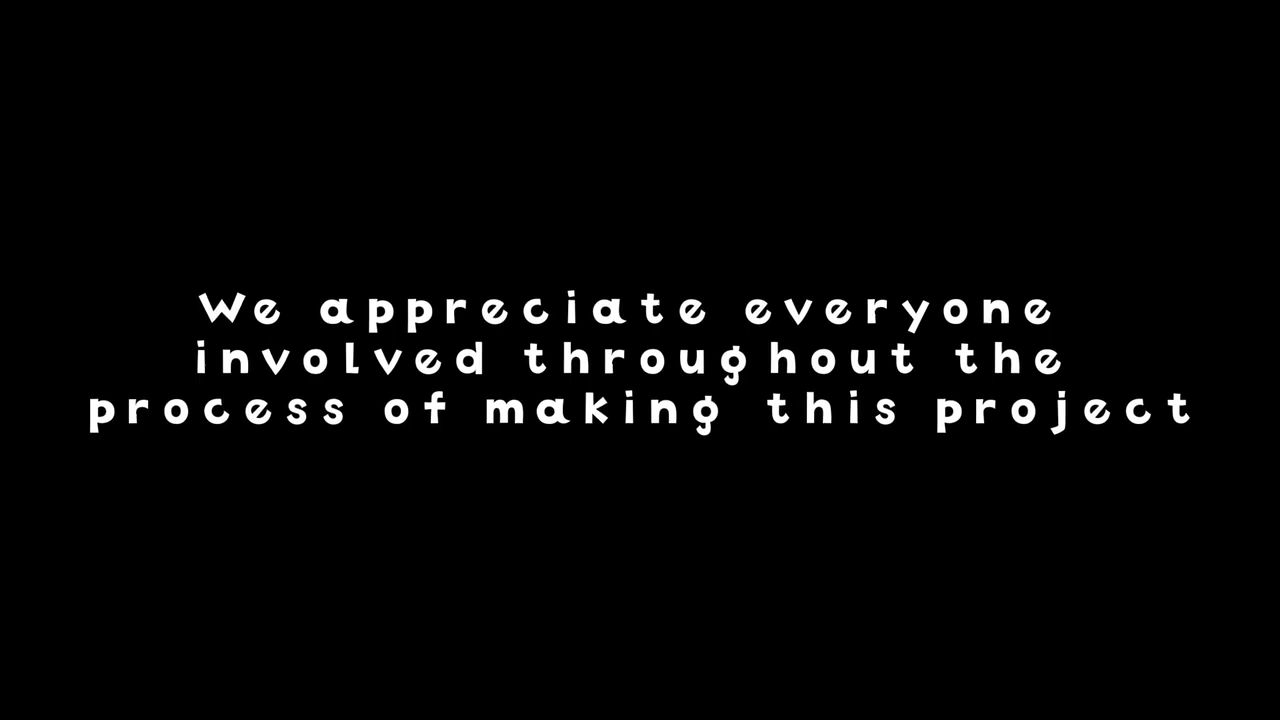 We appreciate everyone
involved throughout the
process of making this project